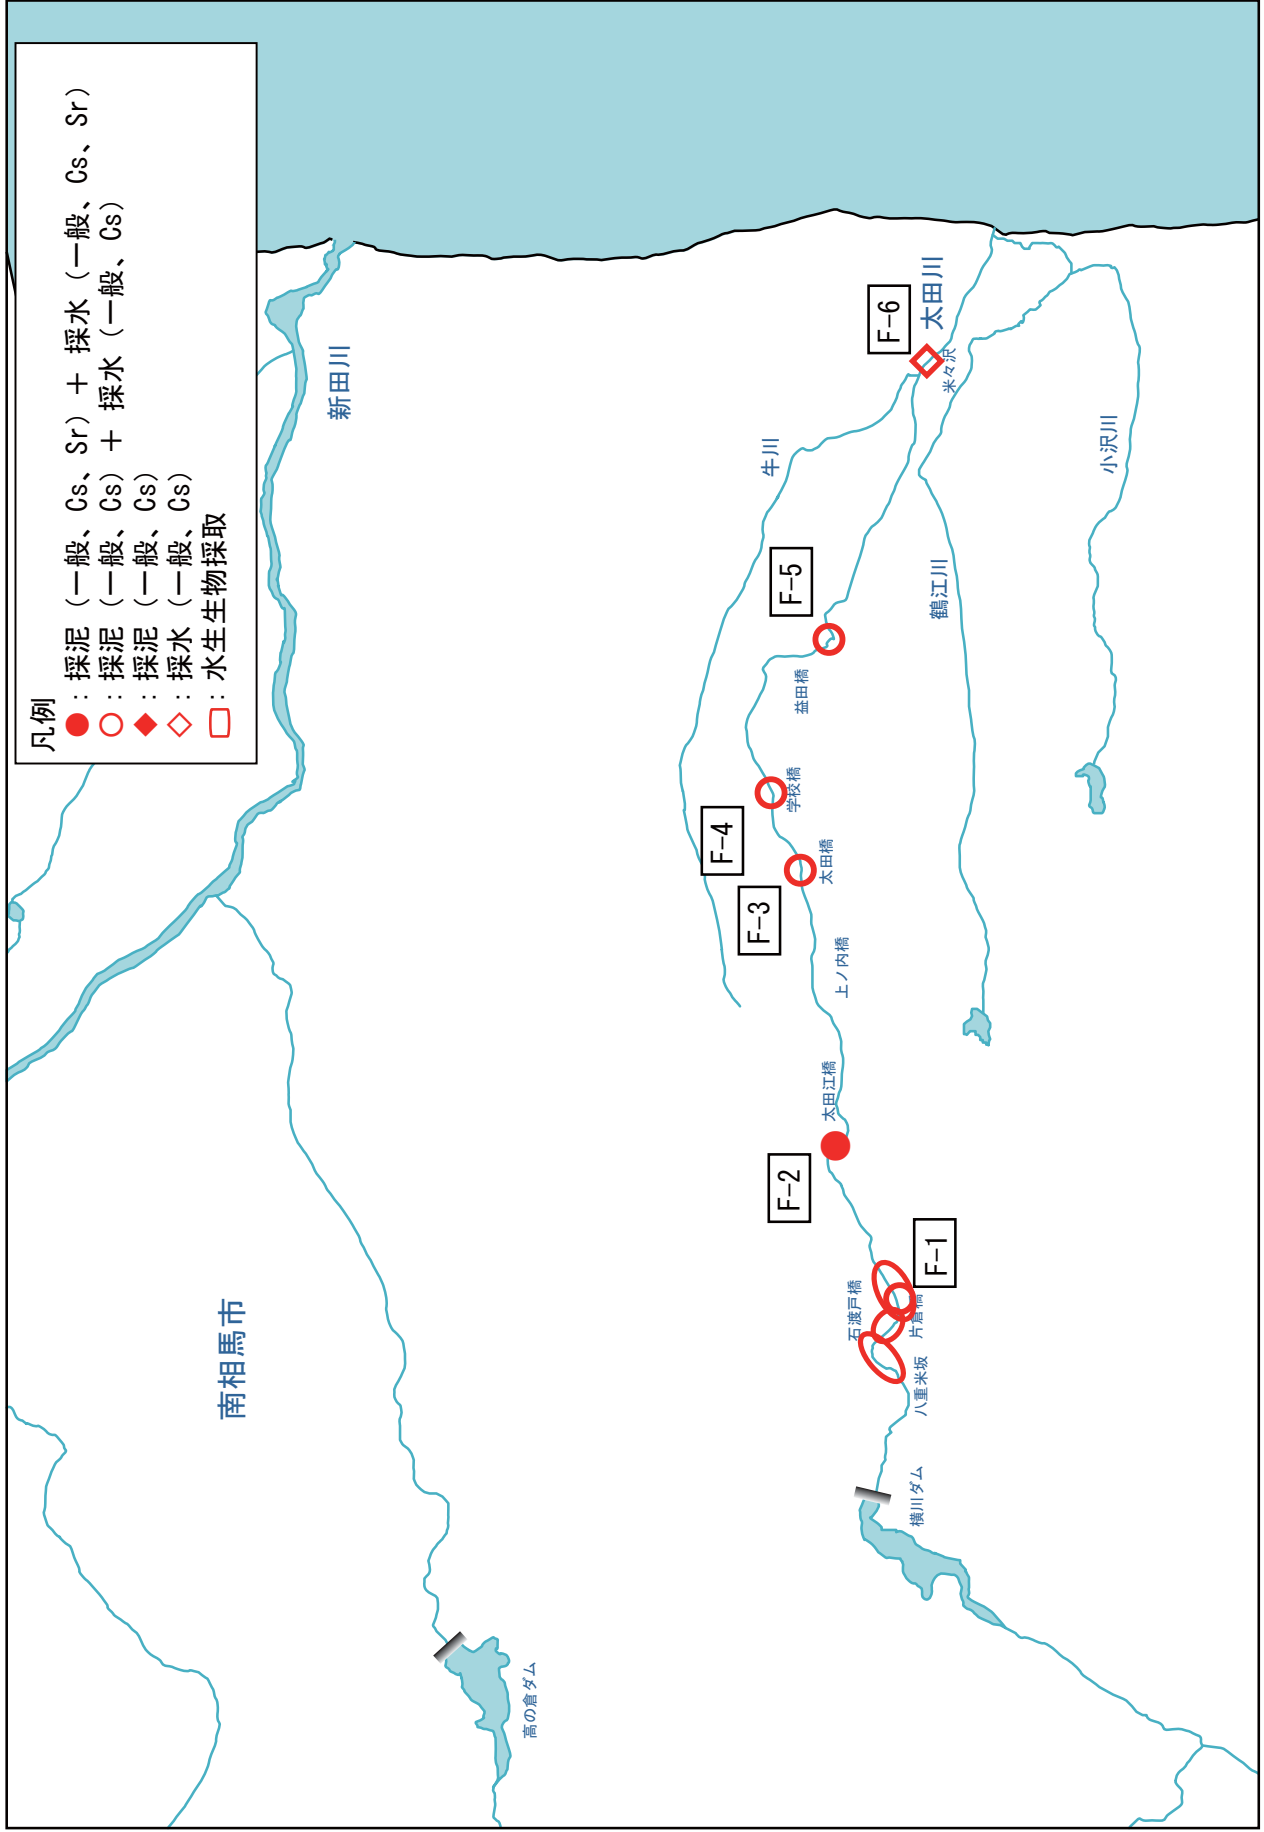 凡例
●：採泥（一般、Cs、Sr）＋採水（一般、Cs、Sr）
○：採泥（一般、Cs）＋採水（一般、Cs）
◆：採泥（一般、Cs）
◇：採水（一般、Cs）
：水生生物採取
新田川
南相馬市
高の倉ダム
牛川
F-6
太田川
米々沢
F-5
益田橋
F-4
学校橋
F-3
太田橋
上ノ内橋
太田江橋
F-2
F-1
石渡戸橋
片倉橋
八重米坂
横川ダム
鶴江川
小沢川